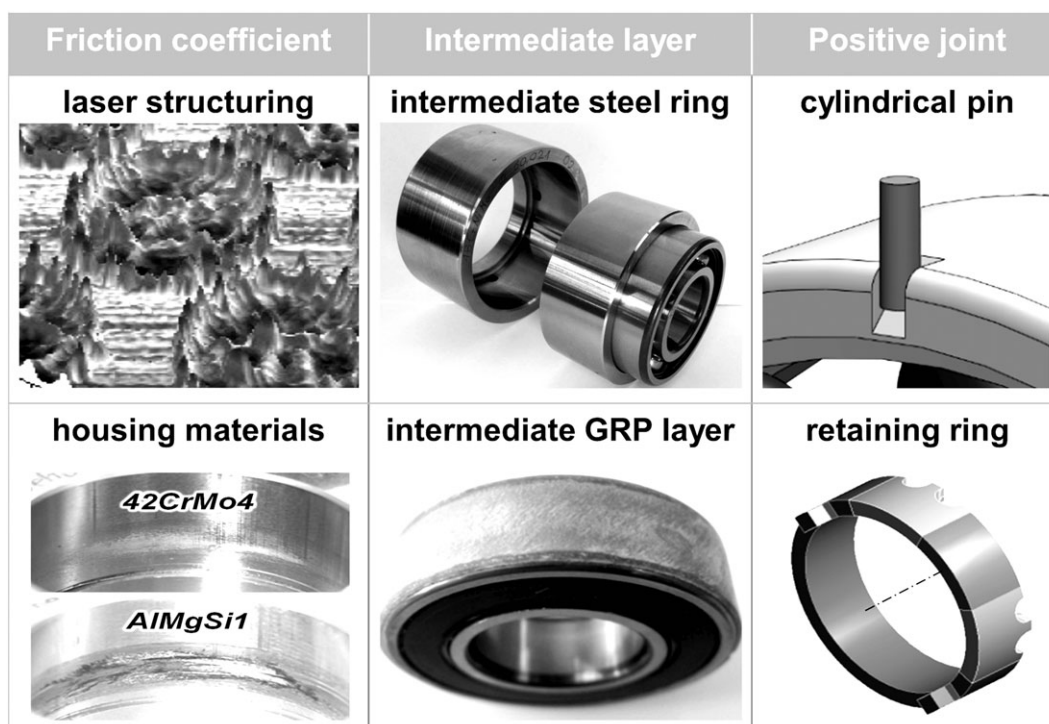 Friction coefficient
Intermediate layer
Positive joint
laser structuring
intermediate steel ring
cylindrical pin
housing materials
intermediate GRP layer
retaining ring
42CrMo4
AlMgSi1